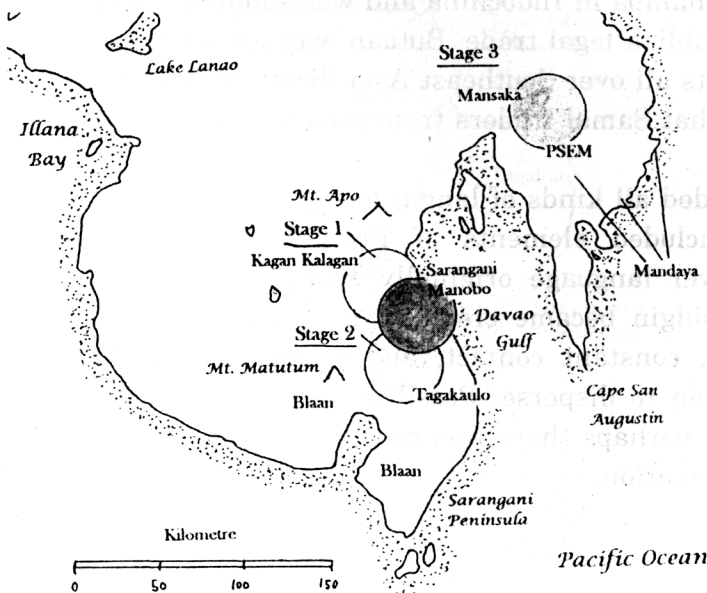 Lake Lanao
Stage 3
Mansaka
PSEM
Illana
Bay
Mt. Apo
Stage 1
Kagan Kalagan
Sarangani
Manobo
Mandaya
Davao
Gulf
Stage 2
Mt. Matutum
Blaan
Tagakaulo
Cape San
Augustin
Blaan
Sarangani
Peninsula
Kilometre
Pacific Ocean
0 50 100 150